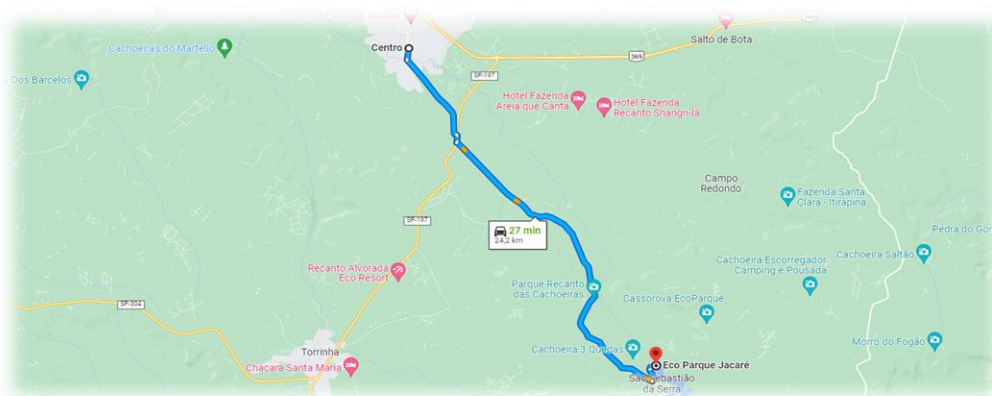 Cachoeiras do Martello
Centro
Salto de Bota
369
SP-197
Dos Barcelos
Hotel Fazenda
Areia que Canta
Hotel Fazenda
Recanto Shangri-lá
Campo
Redondo
Fazenda Santa
Clara - Itirapina
SP-197
27 min
24,2 km
Pedra do Gor
Cachoeira Saltão
Cachoeira Escorregador
Camping e Pousada
Recanto Alvorada
Eco Resort
Parque Recanto
das Cachoeiras
Cassorova EcoParque
SP-304
Morro do Fogão
Cachoeira 3 Quedas
Torrinha
Chácara Santa Maria
Eco Parque Jacaré
São Sebastião
da Serra